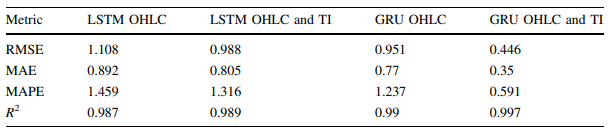 Metric LSTM OHLC LSTM OHLC and TI GRU OHLC GRU OHLC and TI
RMSE 1.108 0.988 0.951 0.446
MAE 0.892 0.805 0.77 0.35
MAPE 1.459 1.316 1.237 0.591
R² 0.987 0.989 0.99 0.997